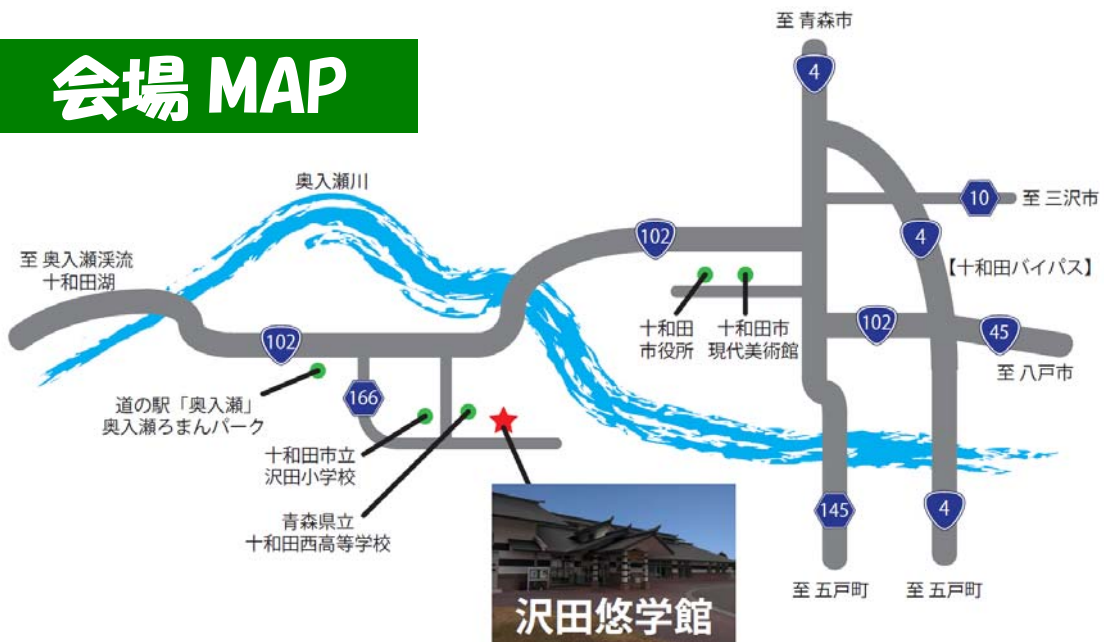 会場 MAP
至 青森市
4
奥入瀬川
10
至 三沢市
102
4
至 奥入瀬渓流
十和田湖
【十和田バイパス】
十和田
市役所
十和田市
現代美術館
102
45
至 八戸市
102
道の駅「奥入瀬」
奥入瀬ろまんパーク
166
十和田市立
沢田小学校
青森県立
十和田西高等学校
沢田悠学館
145
4
至 五戸町
至 五戸町